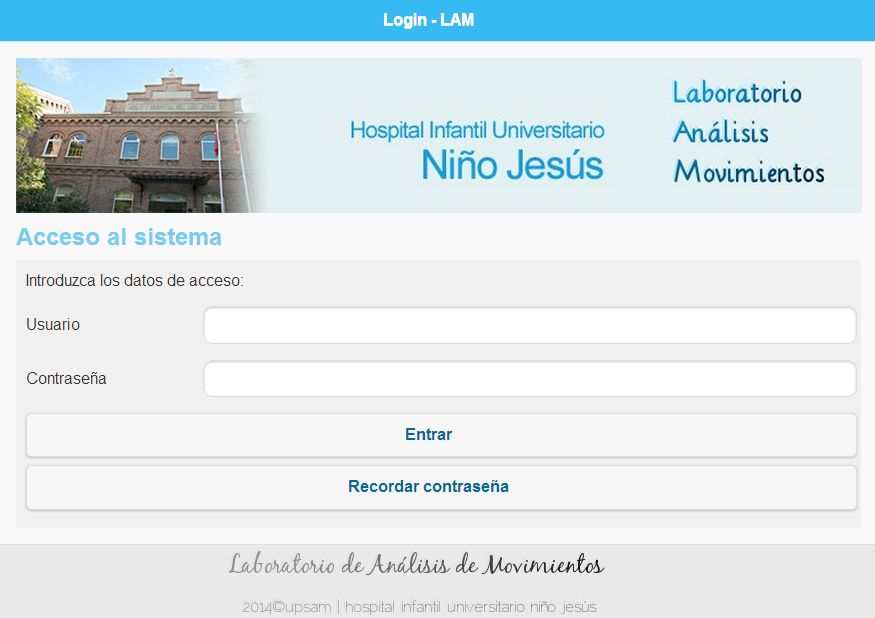 Login - LAM
Hospital Infantil Universitario
Niño Jesús
Laboratorio
Análisis
Movimientos
Acceso al sistema
Introduzca los datos de acceso:
Usuario
Contraseña
Entrar
Recordar contraseña
Laboratorio de Análisis de Movimientos
2014©upsam | hospital infantil universitario niño jesús